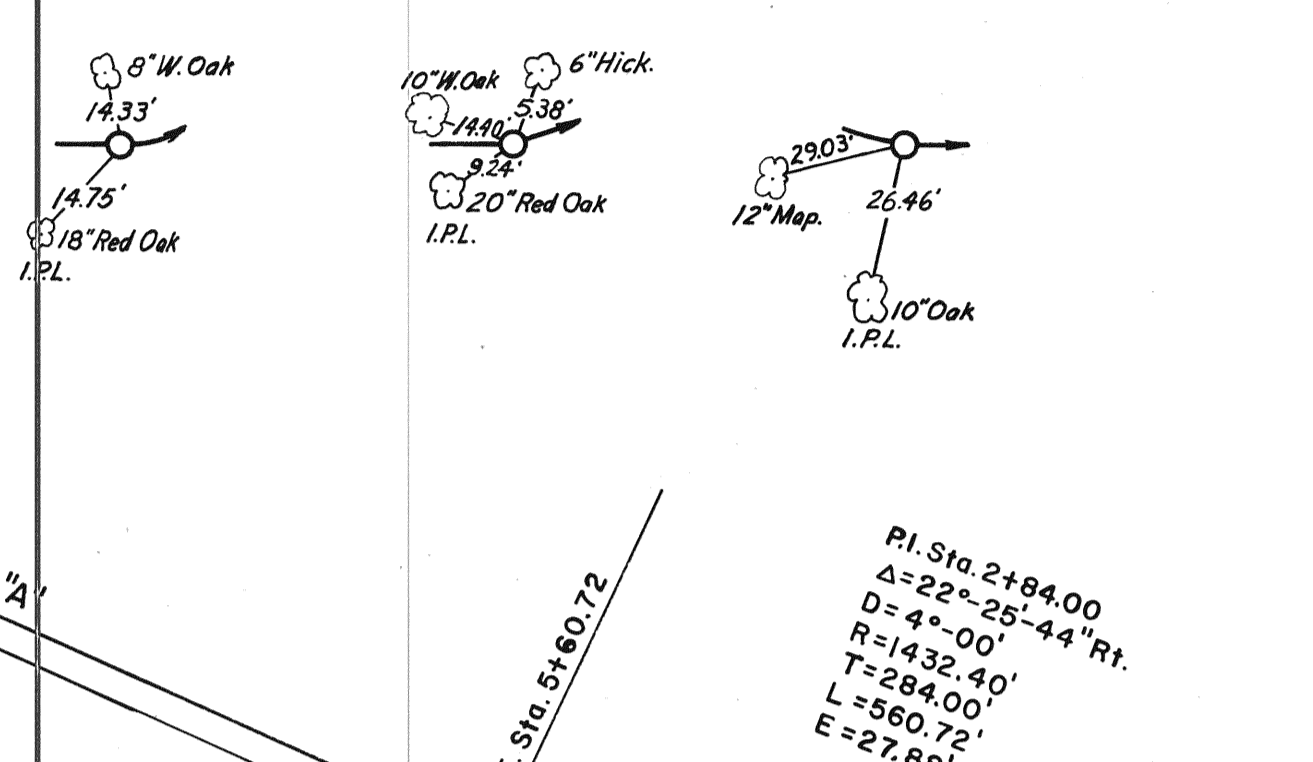 8" W. Oak
14.33'
14.75'
18" Red Oak
I.P.L.
10" W. Oak
6" Hick.
5.38'
14.40'
9.24'
20" Red Oak
I.P.L.
29.03'
12" Map.
26.46'
10" Oak
I.P.L.
"A"
Sta. 5+60.72
P.I. Sta. 2+84.00
Δ=22°-25'-44" Rt.
D=4°-00'
R=1432.40'
T=284.00'
L=560.72'